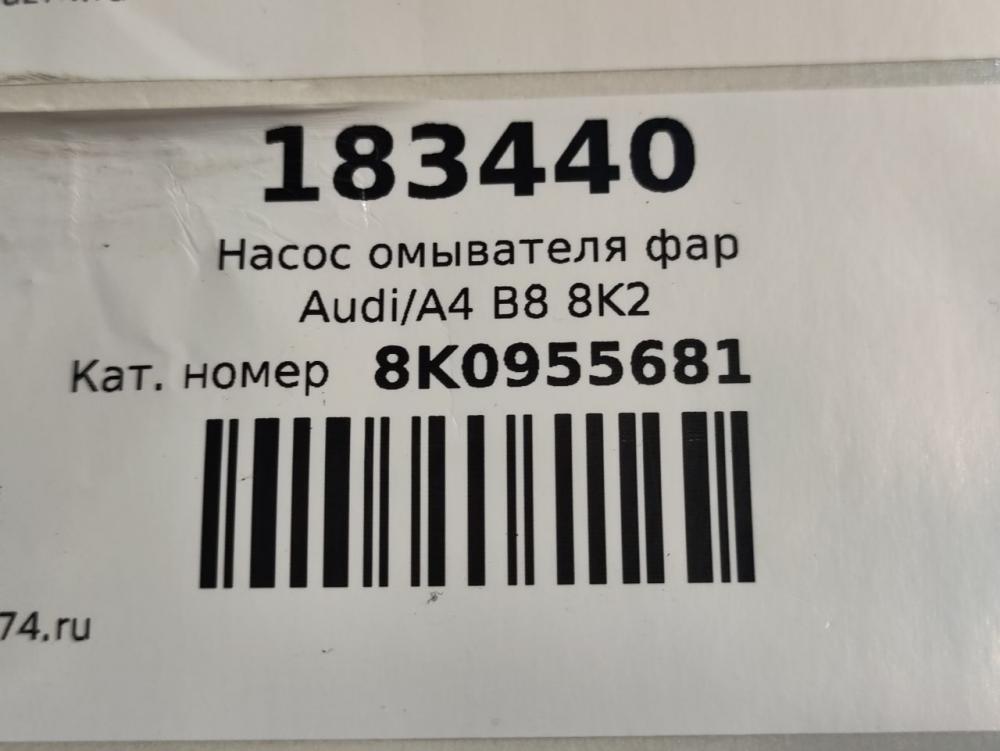 183440
Насос омывателя фар
Audi/A4 B8 8K2
Кат. номер 8K0955681
74.ru